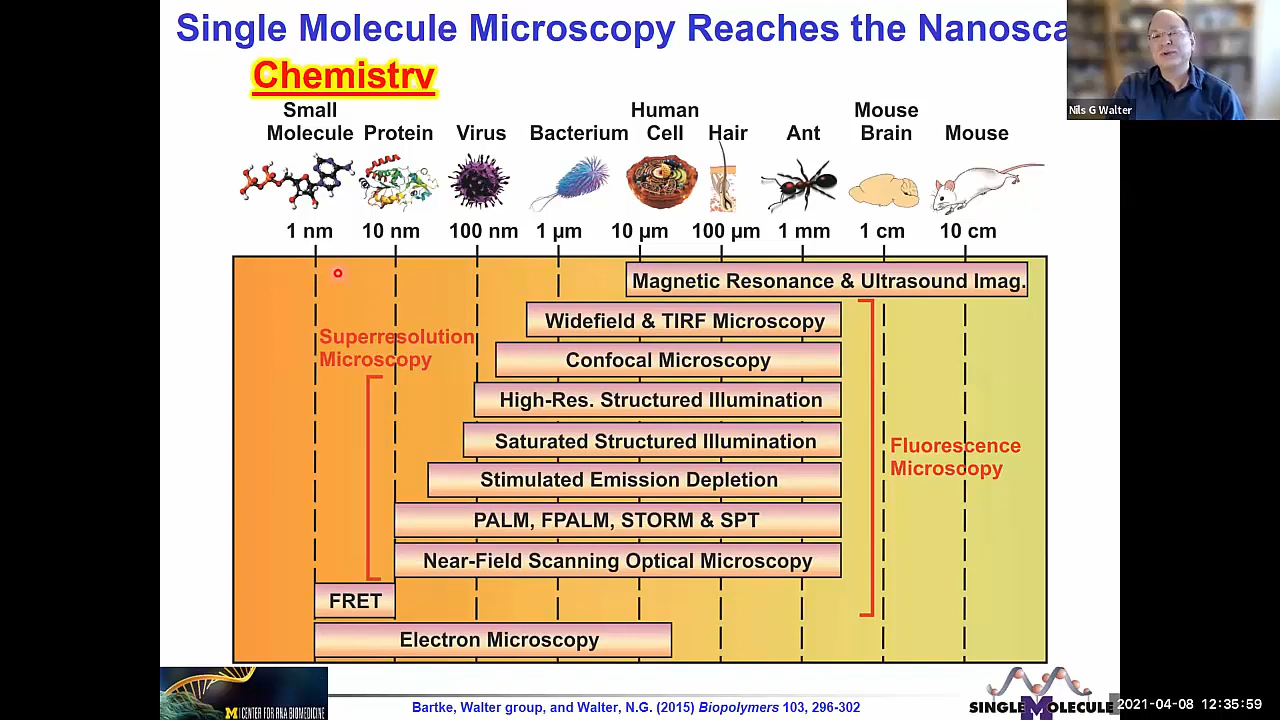 Single Molecule Microscopy Reaches the Nanosca
Chemistry
Small Molecule
Protein
Virus
Bacterium
Human Cell
Hair
Ant
Mouse Brain
Mouse
1 nm 10 nm 100 nm 1 µm 10 µm 100 µm 1 mm 1 cm 10 cm
Magnetic Resonance & Ultrasound Imag.
Widefield & TIRF Microscopy
Superresolution
Microscopy
Confocal Microscopy
High-Res. Structured Illumination
Saturated Structured Illumination
Fluorescence
Microscopy
Stimulated Emission Depletion
PALM, FPALM, STORM & SPT
Near-Field Scanning Optical Microscopy
FRET
Electron Microscopy
Bartke, Walter group, and Walter, N.G. (2015) Biopolymers 103, 296-302
M CENTER FOR RNA BIOMEDICINE
SINGLE MOLECULE
Nils G Walter
2021-04-08 12:35:59